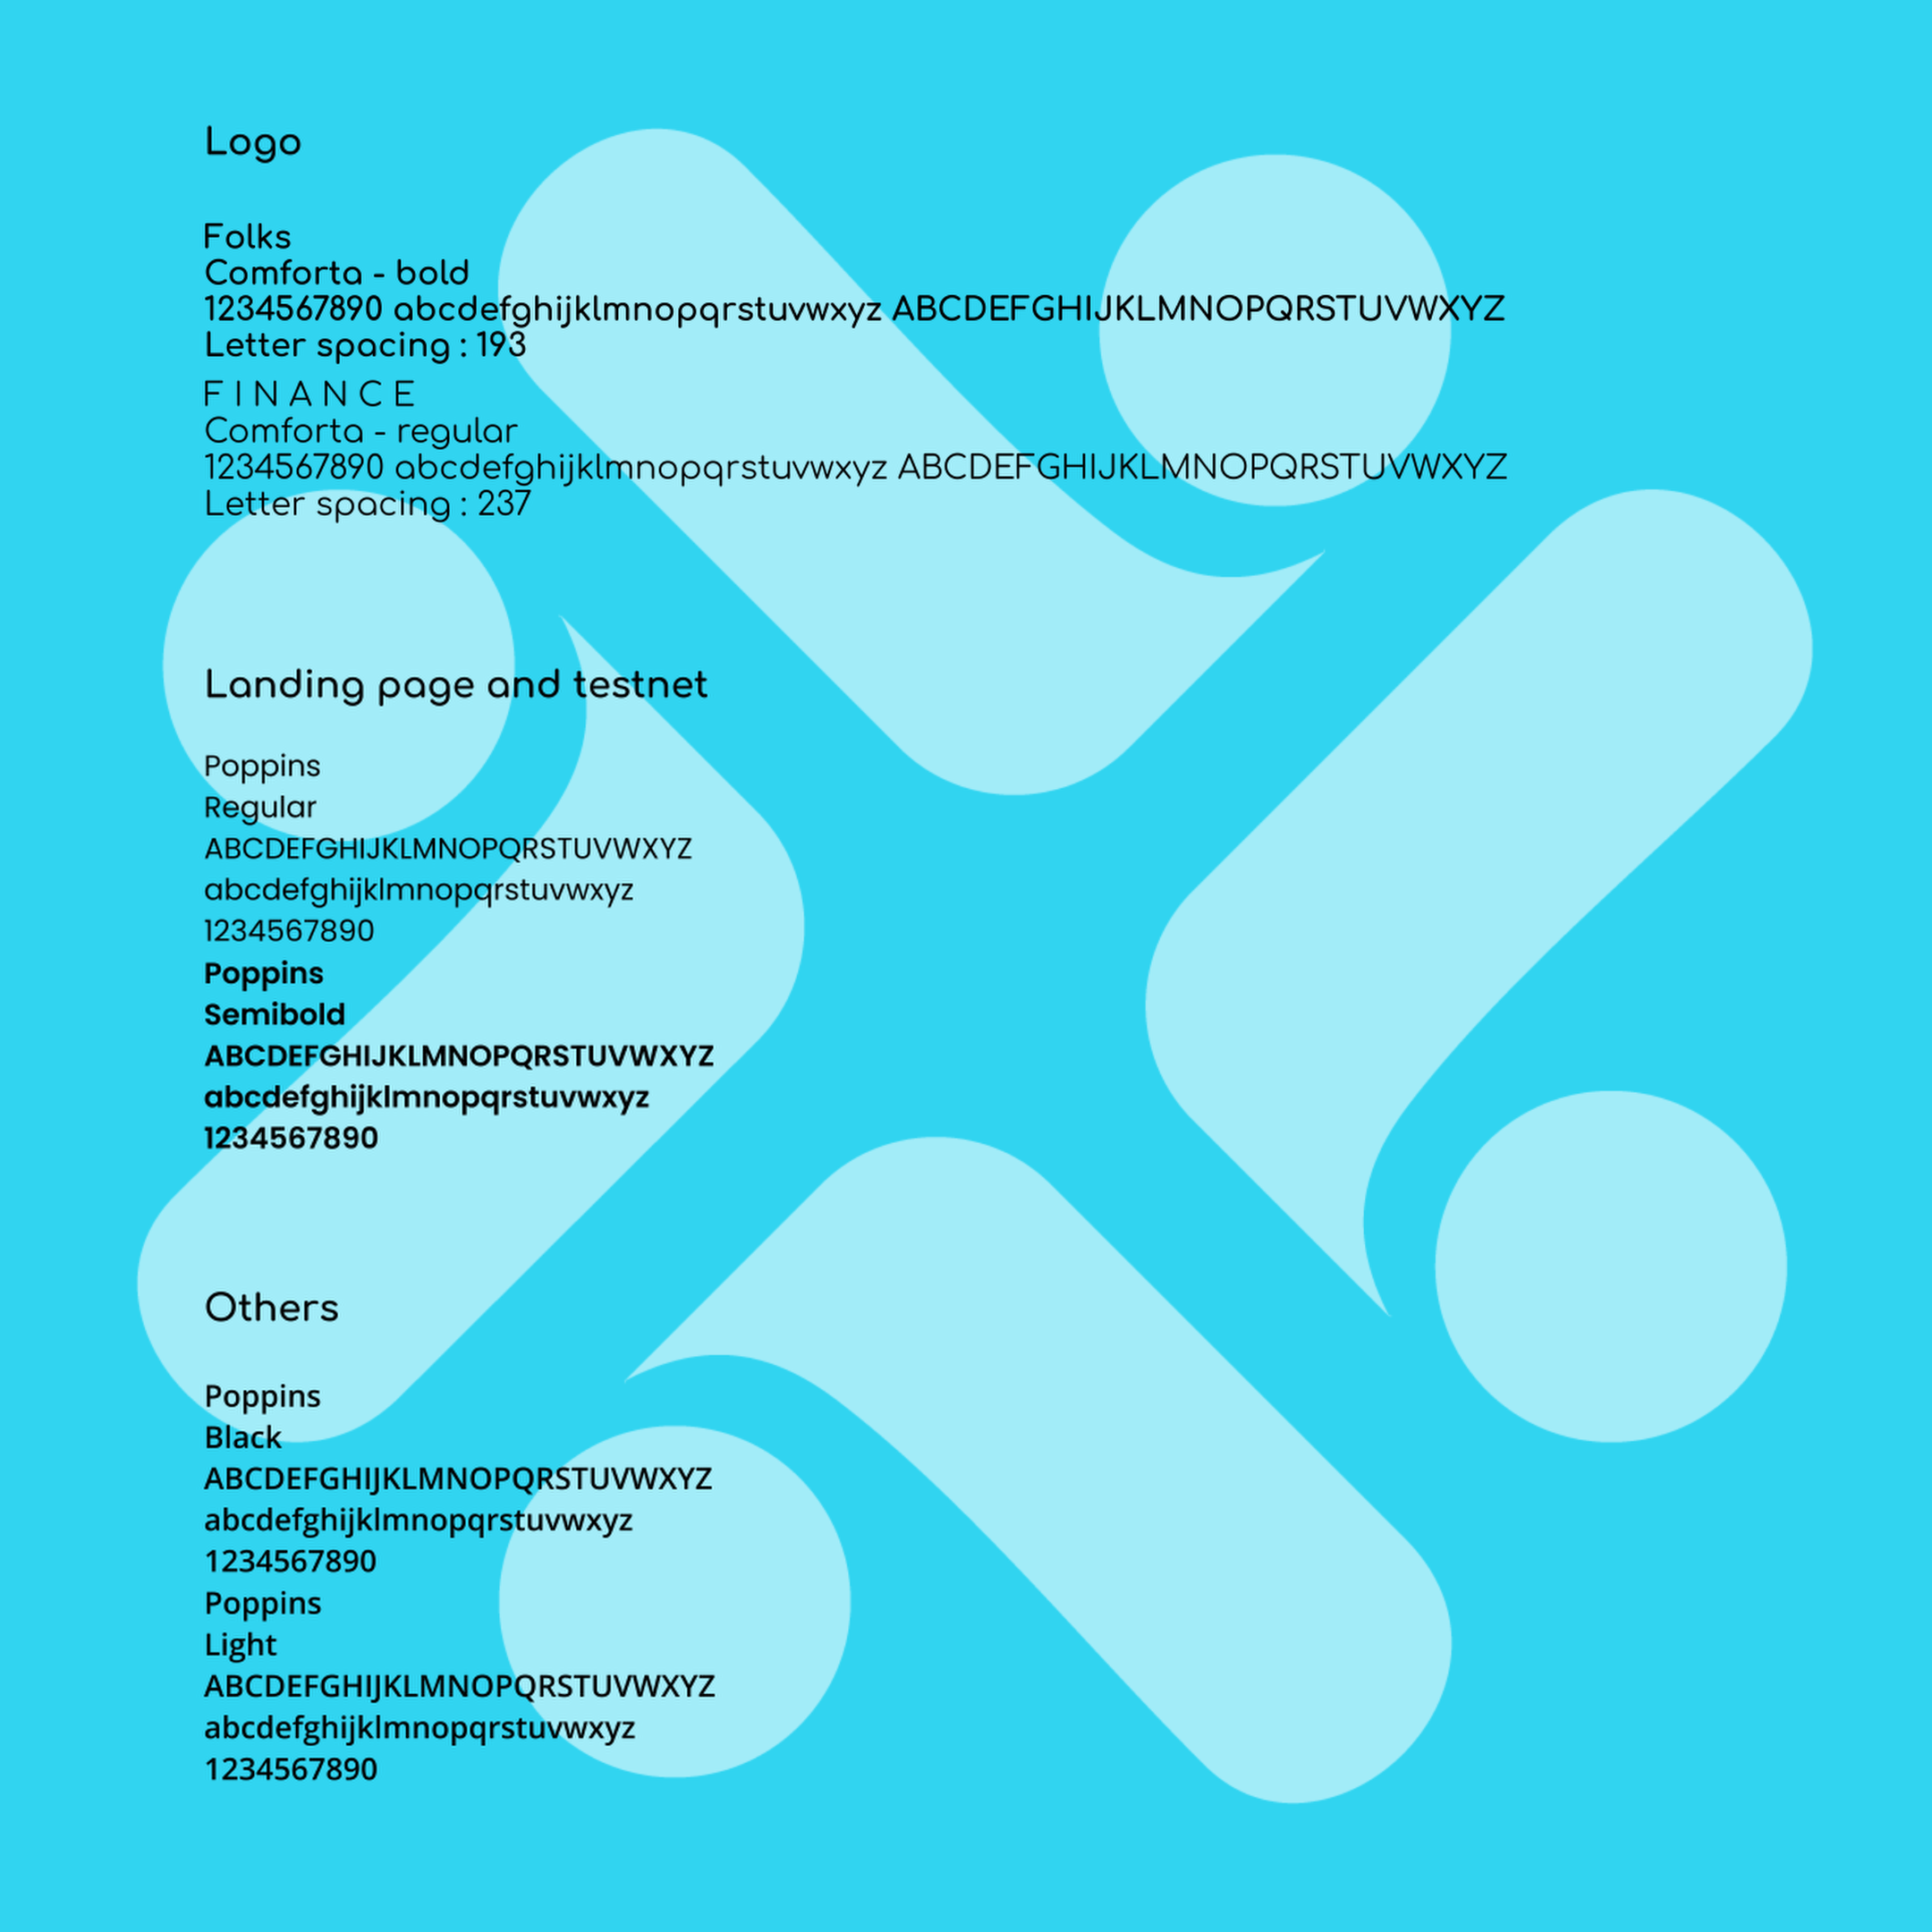 Logo
Folks
Comforta - bold
1234567890 abcdefghijklmnopqrstuvwxyz ABCDEFGHIJKLMNOPQRSTUVWXYZ
Letter spacing : 193
FINANCE
Comforta - regular
1234567890 abcdefghijklmnopqrstuvwxyz ABCDEFGHIJKLMNOPQRSTUVWXYZ
Letter spacing : 237
Landing page and testnet
Poppins
Regular
ABCDEFGHIJKLMNOPQRSTUVWXYZ
abcdefghijklmnopqrstuvwxyz
1234567890
Poppins
Semibold
ABCDEFGHIJKLMNOPQRSTUVWXYZ
abcdefghijklmnopqrstuvwxyz
1234567890
Others
Poppins
Black
ABCDEFGHIJKLMNOPQRSTUVWXYZ
abcdefghijklmnopqrstuvwxyz
1234567890
Poppins
Light
ABCDEFGHIJKLMNOPQRSTUVWXYZ
abcdefghijklmnopqrstuvwxyz
1234567890